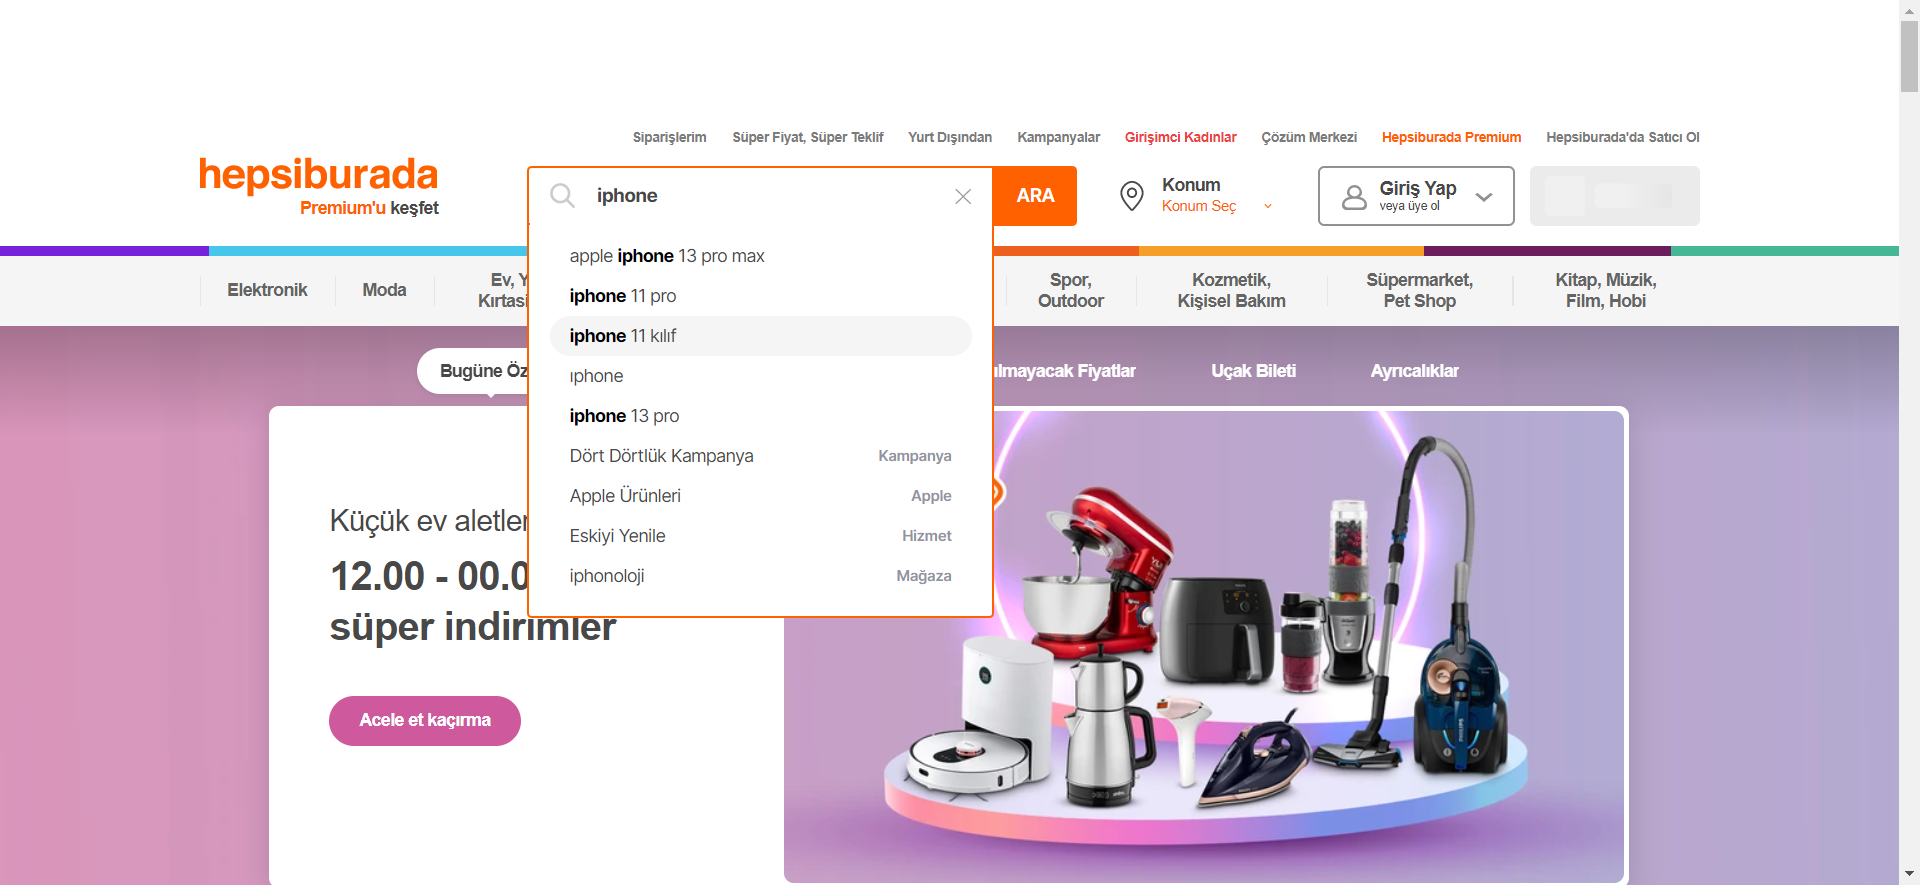 Siparişlerim Süper Fiyat, Süper Teklif Yurt Dışından Kampanyalar Girişimci Kadınlar Çözüm Merkezi Hepsiburada Premium Hepsiburada'da Satıcı Ol
hepsiburada
Premium'u keşfet
iphone
ARA
Konum
Konum Seç
Giriş Yap
veya üye ol
Elektronik
Moda
Ev, Y
Kırtasi
Spor,
Outdoor
Kozmetik,
Kişisel Bakım
Süpermarket,
Pet Shop
Kitap, Müzik,
Film, Hobi
apple iphone 13 pro max
iphone 11 pro
iphone 11 kılıf
ıphone
iphone 13 pro
Dört Dörtlük Kampanya Kampanya
Apple Ürünleri Apple
Eskiyi Yenile Hizmet
iphonoloji Mağaza
Bugüne Öz
ılmayacak Fiyatlar
Uçak Bileti
Ayrıcalıklar
Küçük ev aletler
12.00 - 00.0
süper indirimler
Acele et kaçırma
PHILIPS